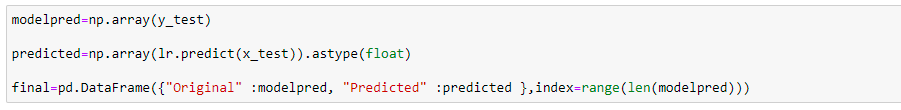 modelpred=np.array(y_test)
predicted=np.array(lr.predict(x_test)).astype(float)
final=pd.DataFrame({"Original" :modelpred, "Predicted" :predicted },index=range(len(modelpred)))